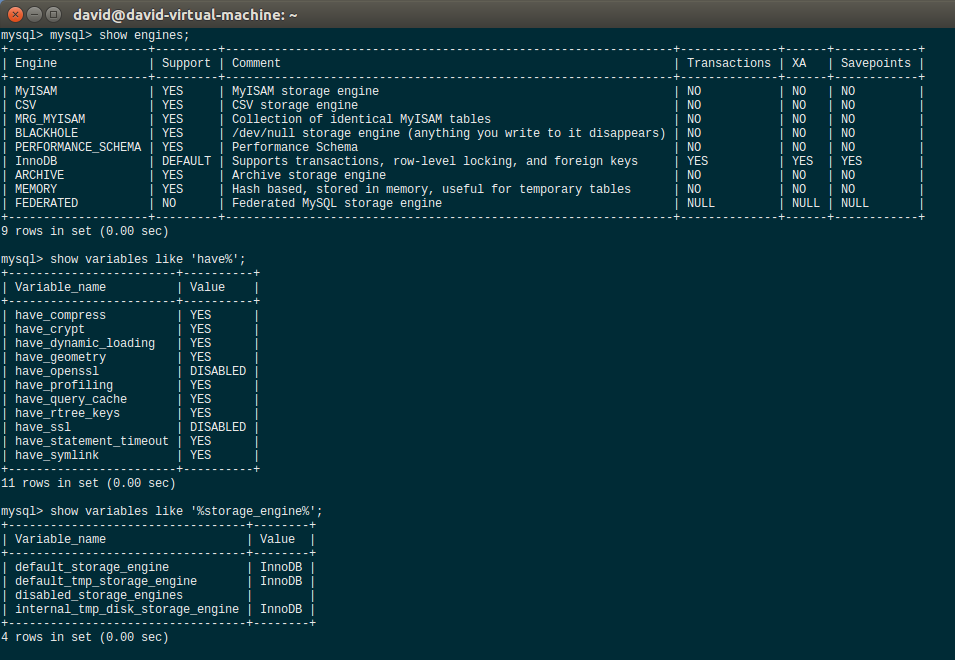 david@david-virtual-machine: ~
mysql> mysql> show engines;
+--------------------+---------+----------------------------------------------------------------+--------------+------+------------+
| Engine             | Support | Comment                                                        | Transactions | XA   | Savepoints |
+--------------------+---------+----------------------------------------------------------------+--------------+------+------------+
| MyISAM             | YES     | MyISAM storage engine                                          | NO           | NO   | NO         |
| CSV                | YES     | CSV storage engine                                             | NO           | NO   | NO         |
| MRG_MYISAM         | YES     | Collection of identical MyISAM tables                          | NO           | NO   | NO         |
| BLACKHOLE          | YES     | /dev/null storage engine (anything you write to it disappears) | NO           | NO   | NO         |
| PERFORMANCE_SCHEMA | YES     | Performance Schema                                             | NO           | NO   | NO         |
| InnoDB             | DEFAULT | Supports transactions, row-level locking, and foreign keys     | YES          | YES  | YES        |
| ARCHIVE            | YES     | Archive storage engine                                         | NO           | NO   | NO         |
| MEMORY             | YES     | Hash based, stored in memory, useful for temporary tables      | NO           | NO   | NO         |
| FEDERATED          | NO      | Federated MySQL storage engine                                 | NULL         | NULL | NULL       |
+--------------------+---------+----------------------------------------------------------------+--------------+------+------------+
9 rows in set (0.00 sec)

mysql> show variables like 'have%';
+------------------------+----------+
| Variable_name          | Value    |
+------------------------+----------+
| have_compress          | YES      |
| have_crypt             | YES      |
| have_dynamic_loading   | YES      |
| have_geometry          | YES      |
| have_openssl           | DISABLED |
| have_profiling         | YES      |
| have_query_cache       | YES      |
| have_rtree_keys        | YES      |
| have_ssl               | DISABLED |
| have_statement_timeout | YES      |
| have_symlink           | YES      |
+------------------------+----------+
11 rows in set (0.00 sec)

mysql> show variables like '%storage_engine%';
+----------------------------------+--------+
| Variable_name                    | Value  |
+----------------------------------+--------+
| default_storage_engine           | InnoDB |
| default_tmp_storage_engine       | InnoDB |
| disabled_storage_engines         |        |
| internal_tmp_disk_storage_engine | InnoDB |
+----------------------------------+--------+
4 rows in set (0.00 sec)